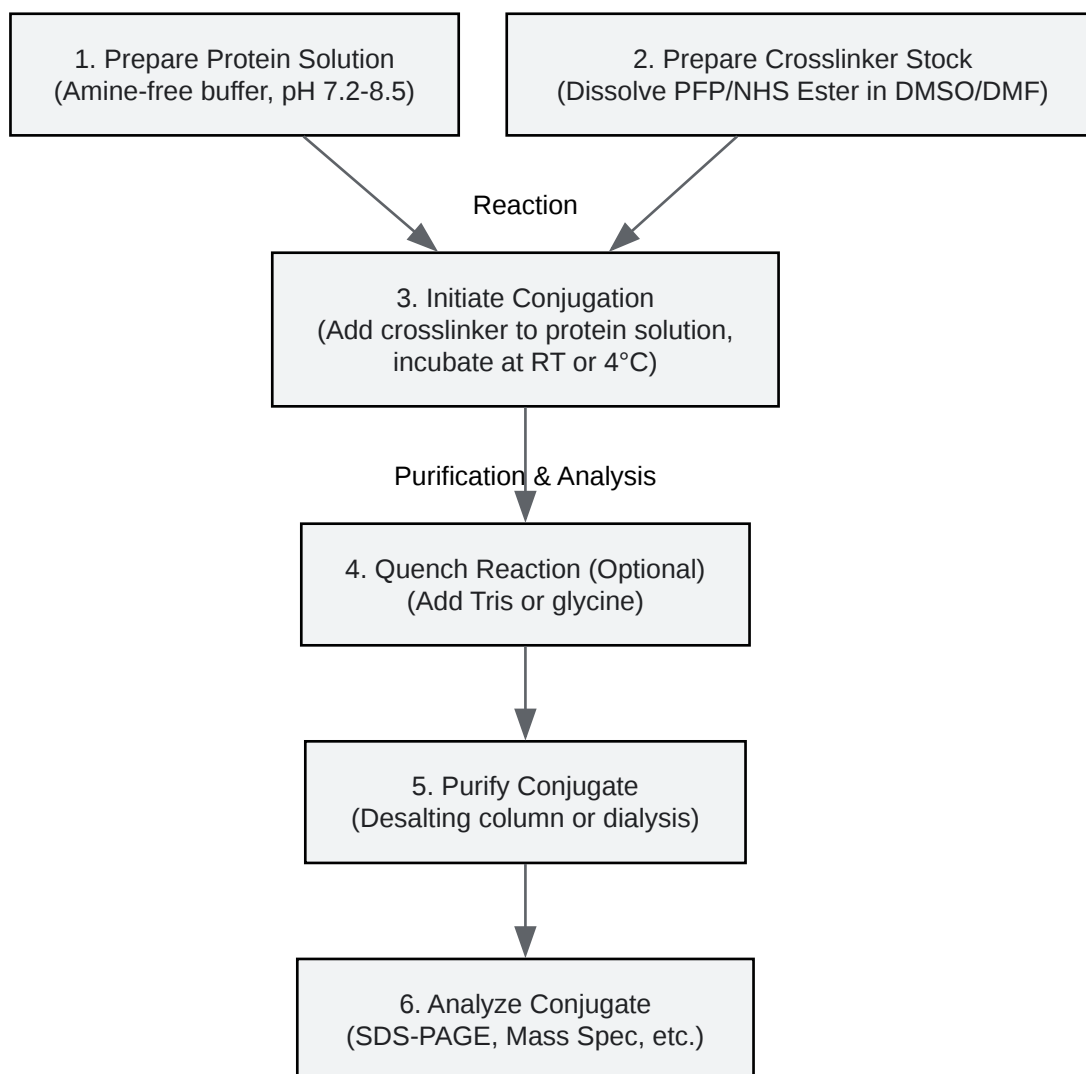 1. Prepare Protein Solution
(Amine-free buffer, pH 7.2-8.5)
2. Prepare Crosslinker Stock
(Dissolve PFP/NHS Ester in DMSO/DMF)
Reaction
3. Initiate Conjugation
(Add crosslinker to protein solution,
incubate at RT or 4°C)
Purification & Analysis
4. Quench Reaction (Optional)
(Add Tris or glycine)
5. Purify Conjugate
(Desalting column or dialysis)
6. Analyze Conjugate
(SDS-PAGE, Mass Spec, etc.)